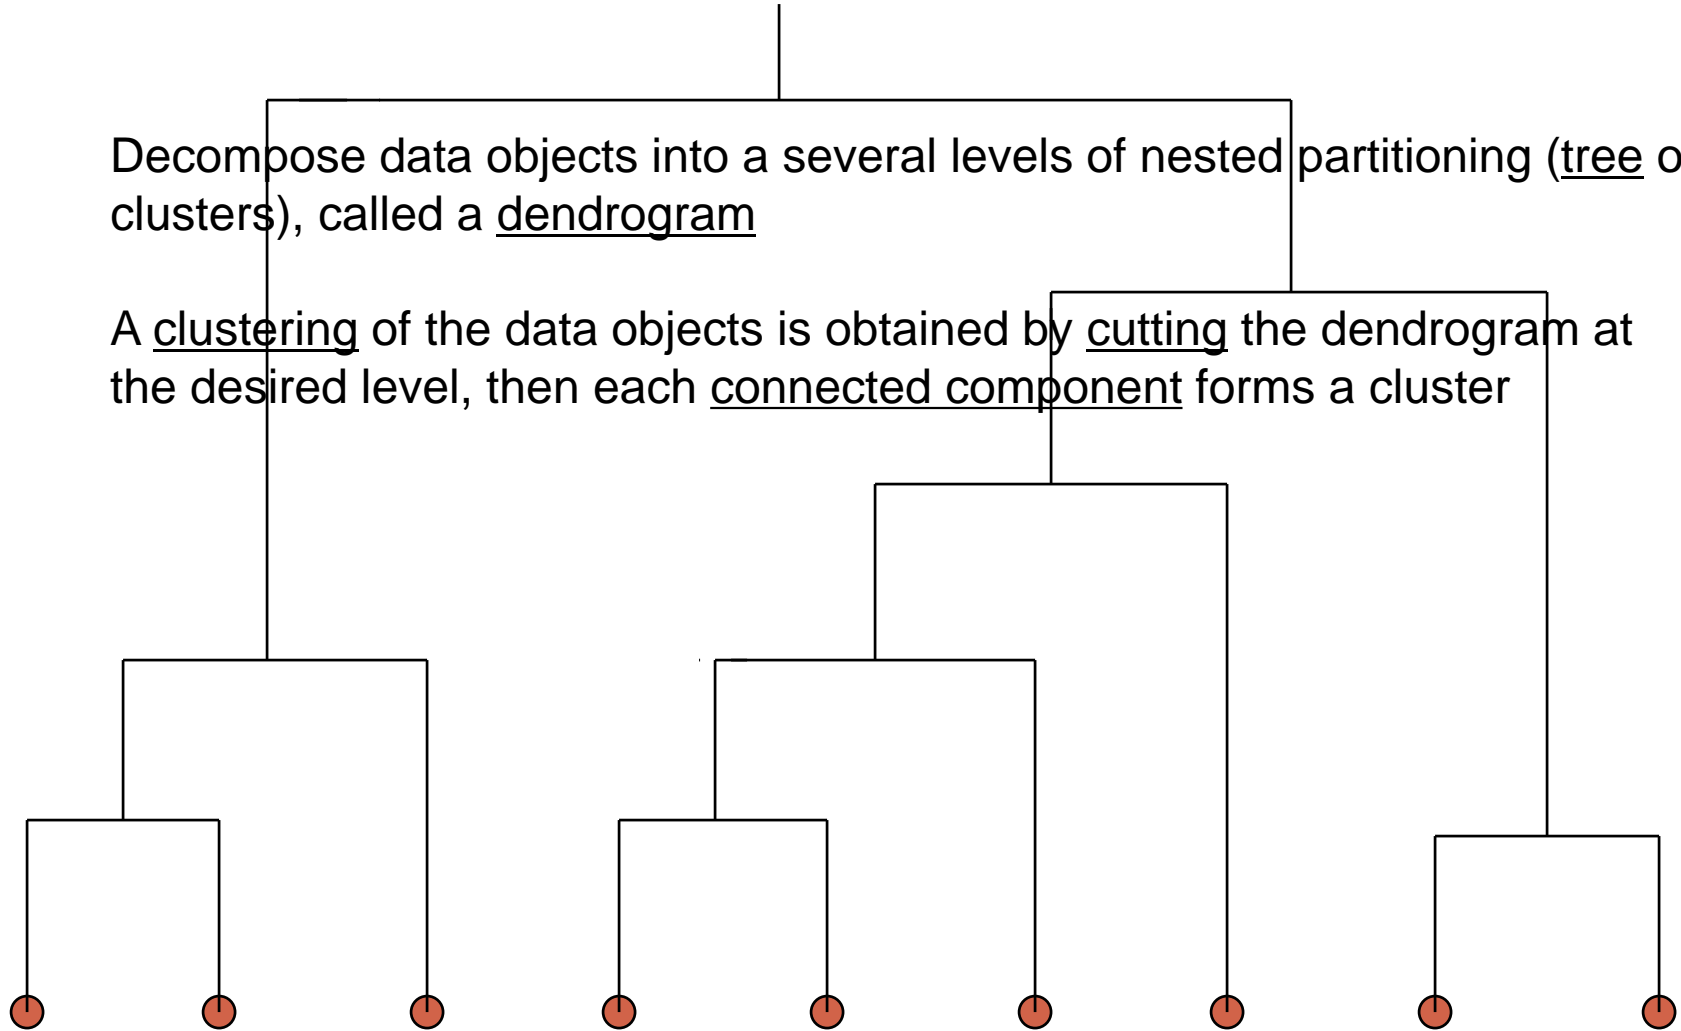 Decompose data objects into a several levels of nested partitioning (tree o
clusters), called a dendrogram
A clustering of the data objects is obtained by cutting the dendrogram at
the desired level, then each connected component forms a cluster